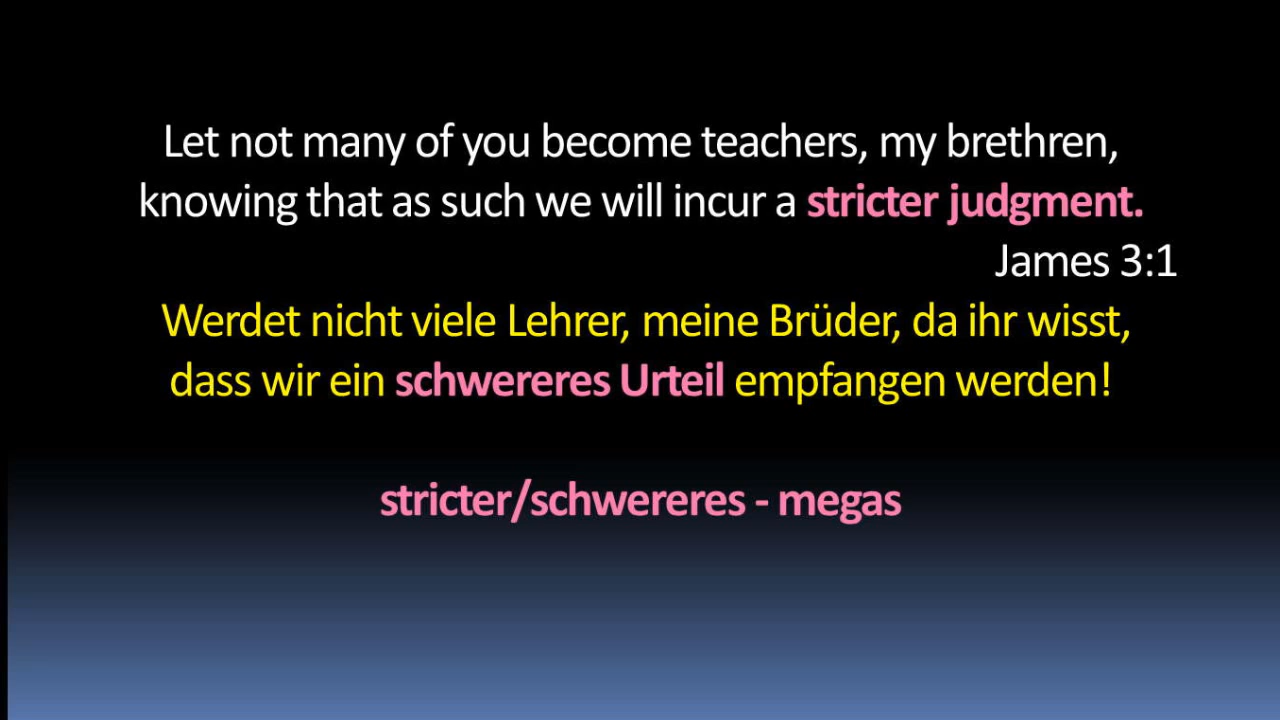 Let not many of you become teachers, my brethren,
knowing that as such we will incur a stricter judgment.
James 3:1
Werdet nicht viele Lehrer, meine Brüder, da ihr wisst,
dass wir ein schwereres Urteil empfangen werden!
stricter/schwereres - megas